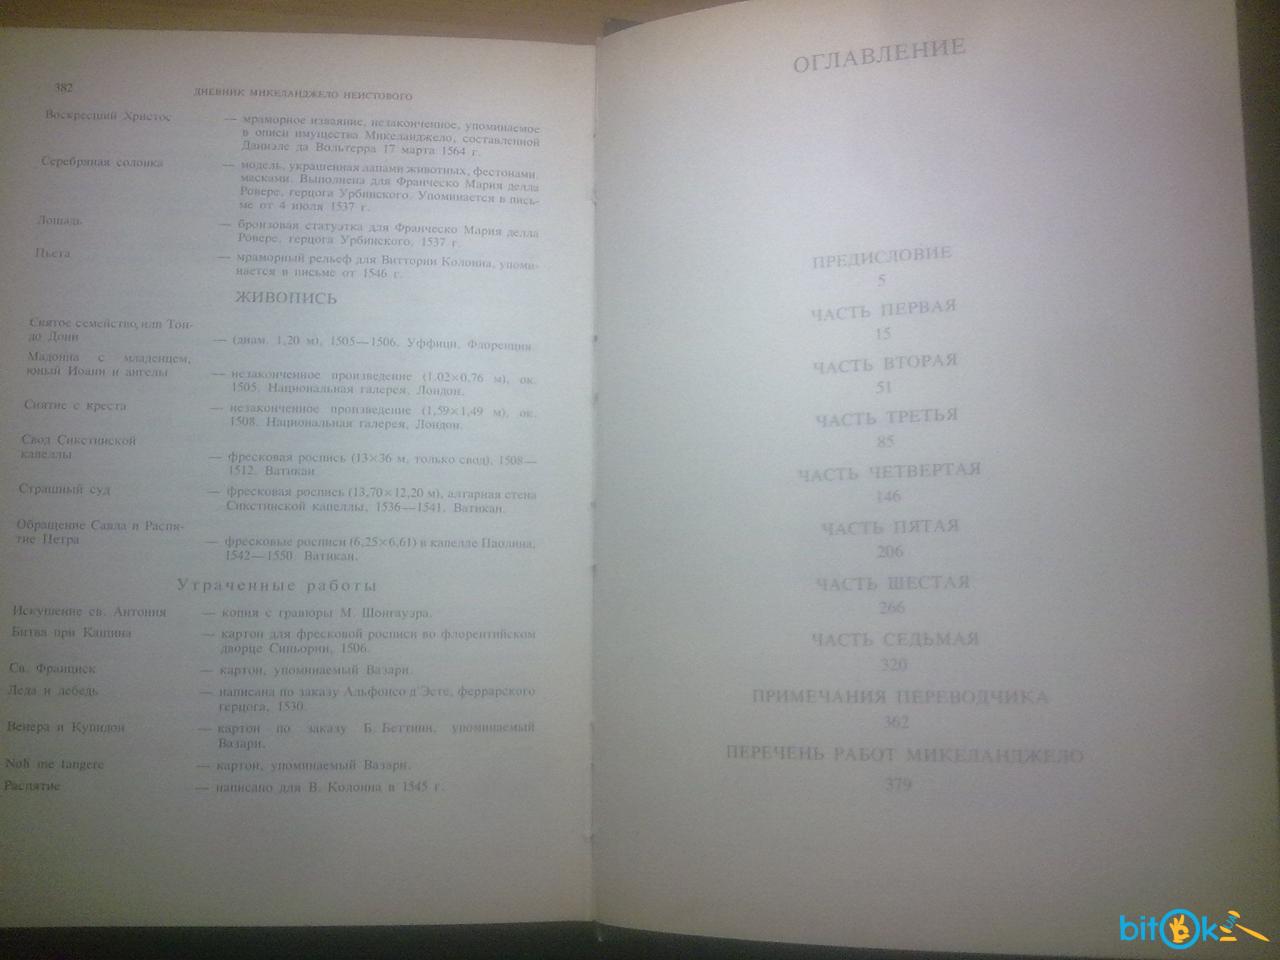 382
ДНЕВНИК МИКЕЛАНДЖЕЛО НЕИСТОВОГО
Воскресший Христос
— мраморное изваяние, незаконченное, упоминаемое
в описи имущества Микеланджело, составленной
Даниэле да Вольтерра 17 марта 1564 г.
Серебряная солонка
— модель, украшенная лапами животных, фестонами,
масками. Выполнена для Франческо Мария делла
Ровере, герцога Урбинского. Упоминается в пись-
ме от 4 июля 1537 г.
Лошадь
— бронзовая статуэтка для Франческо Мария делла
Ровере, герцога Урбинского, 1537 г.
Пьета
— мраморный рельеф для Виттории Колонна, упоми-
нается в письме от 1546 г.
ЖИВОПИСЬ
Святое семейство, или Тон-
до Дони — (диам. 1,20 м), 1505—1506. Уффици, Флоренция.
Мадонна с младенцем,
юный Иоанн и ангелы — незаконченное произведение (1,02×0,76 м), ок.
1505. Национальная галерея, Лондон.
Снятие с креста — незаконченное произведение (1,59×1,49 м), ок.
1508. Национальная галерея, Лондон.
Свод Сикстинской
капеллы — фресковая роспись (13×36 м, только свод), 1508—
1512. Ватикан.
Страшный суд — фресковая роспись (13,70×12,20 м), алтарная стена
Сикстинской капеллы, 1536—1541. Ватикан.
Обращение Савла и Распя-
тие Петра — фресковые росписи (6,25×6,61) в капелле Паолина,
1542—1550. Ватикан.
Утраченные работы
Искушение св. Антония — копия с гравюры М. Шонгауэра.
Битва при Кашина — картон для фресковой росписи во флорентийском
дворце Синьории, 1506.
Св. Франциск — картон, упоминаемый Вазари.
Леда и лебедь — написана по заказу Альфонсо д'Эсте, феррарского
герцога, 1530.
Венера и Купидон — картон по заказу Б. Беттини, упоминаемый
Вазари.
Noli me tangere — картон, упоминаемый Вазари.
Распятие — написано для В. Колонна в 1545 г.
ОГЛАВЛЕНИЕ
ПРЕДИСЛОВИЕ
5
ЧАСТЬ ПЕРВАЯ
15
ЧАСТЬ ВТОРАЯ
51
ЧАСТЬ ТРЕТЬЯ
85
ЧАСТЬ ЧЕТВЕРТАЯ
146
ЧАСТЬ ПЯТАЯ
206
ЧАСТЬ ШЕСТАЯ
266
ЧАСТЬ СЕДЬМАЯ
320
ПРИМЕЧАНИЯ ПЕРЕВОДЧИКА
362
ПЕРЕЧЕНЬ РАБОТ МИКЕЛАНДЖЕЛО
379
bitOk